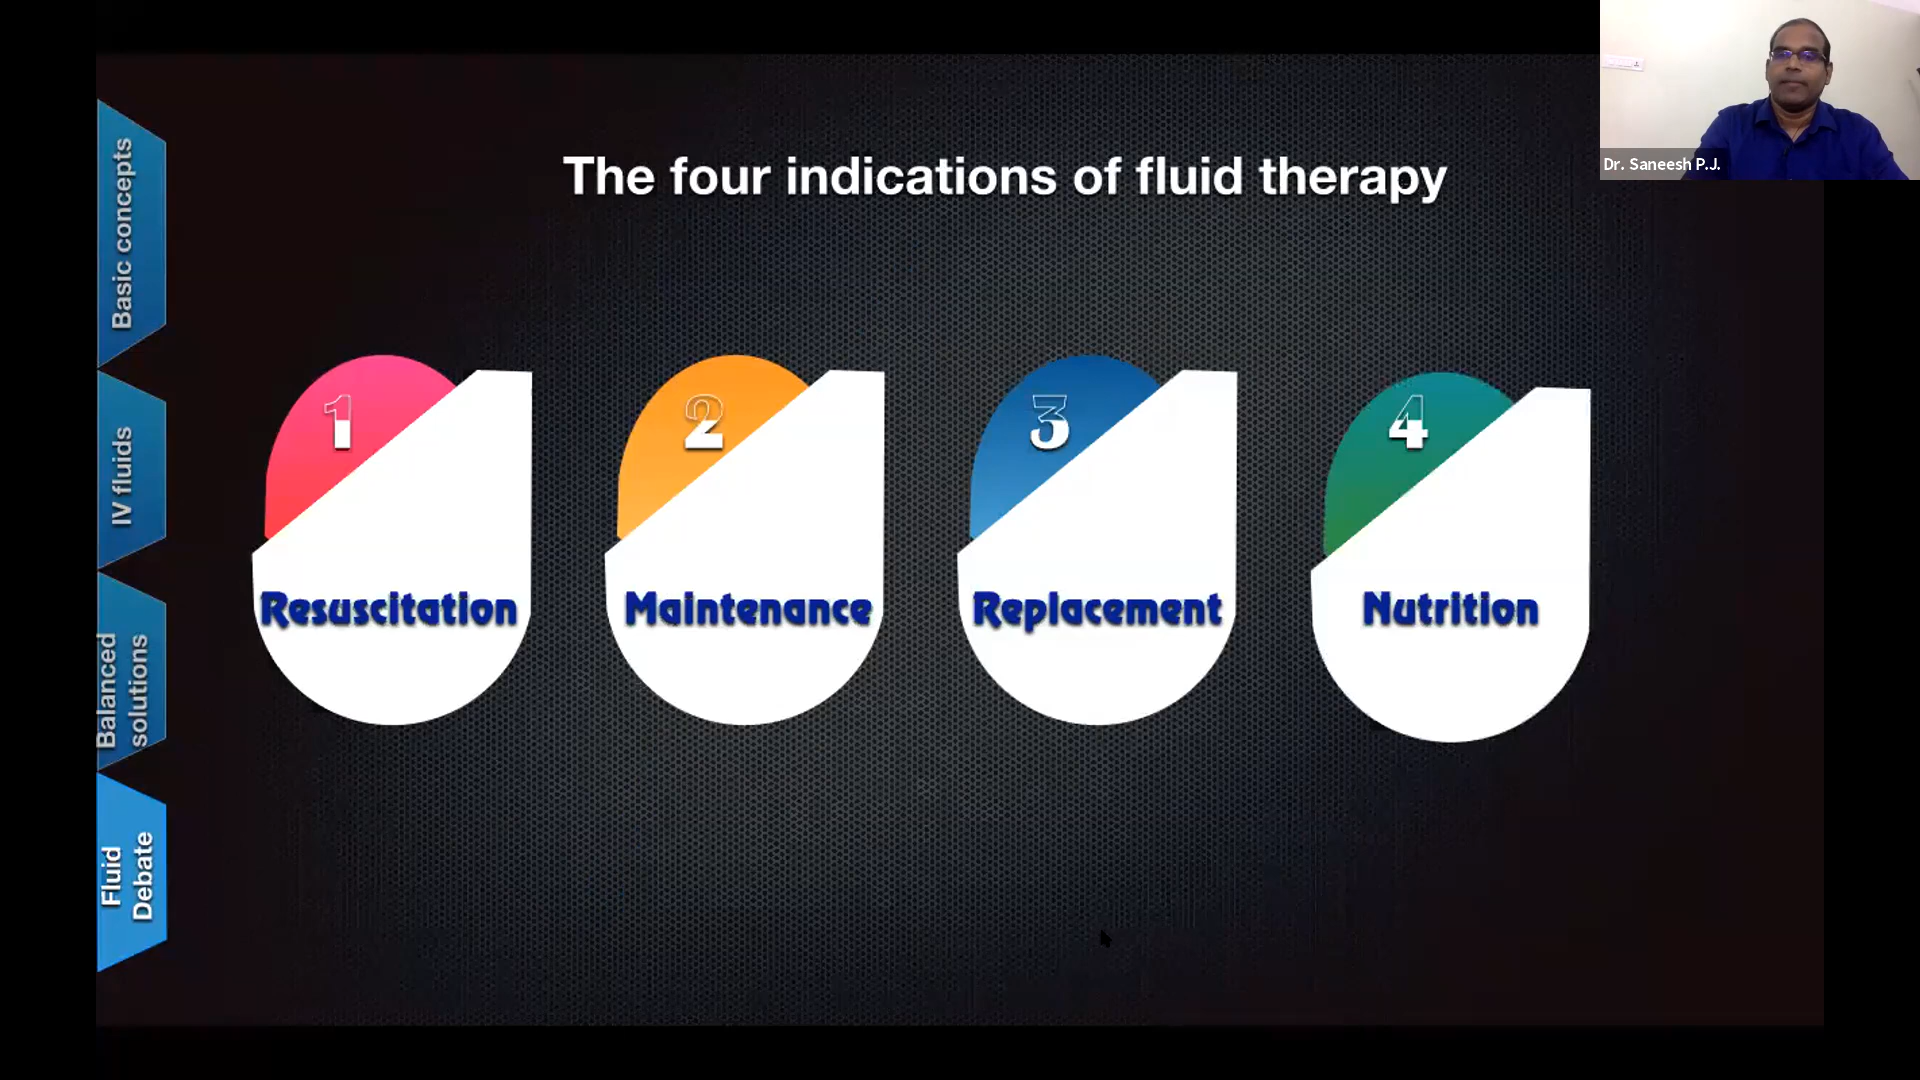 The four indications of fluid therapy
Dr. Saneesh P.J.
Basic concepts
IV fluids
Balanced
solutions
Fluid
Debate
1
2
3
4
Resuscitation
Maintenance
Replacement
Nutrition